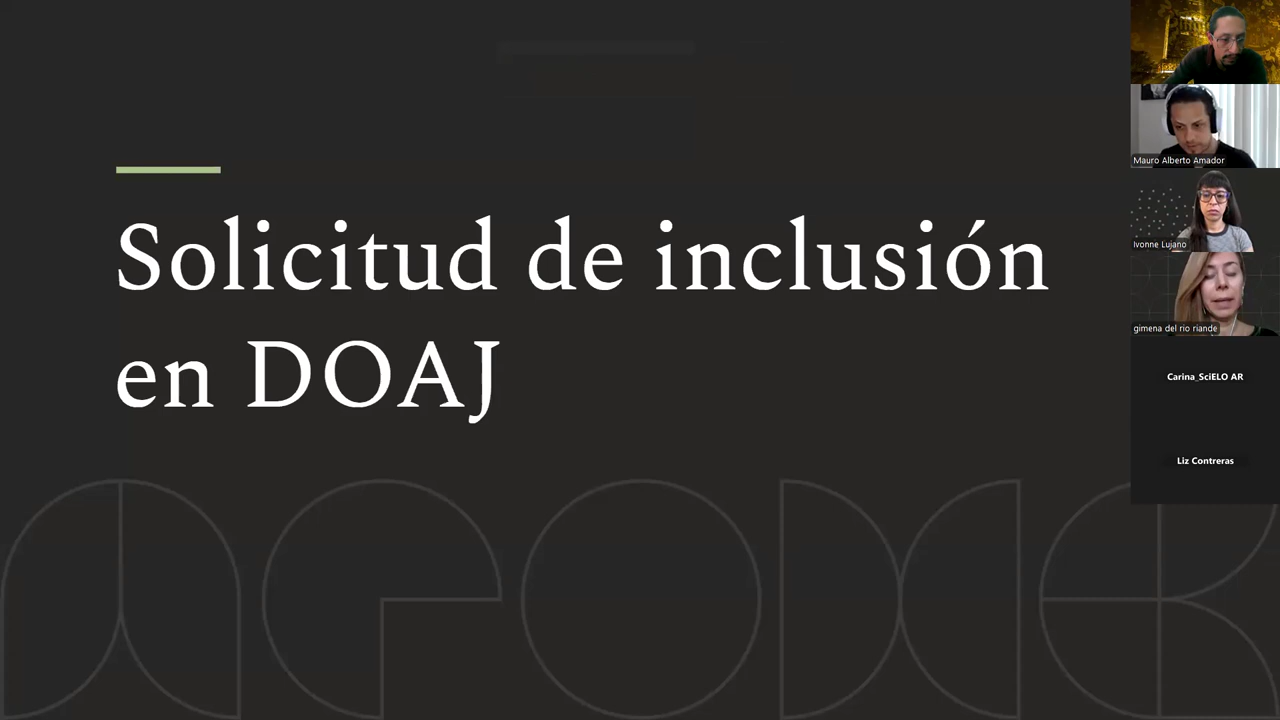 Solicitud de inclusión
en DOAJ
Mauro Alberto Amador
Ivonne Lujano
gimena del rio riande
Carina_SciELO AR
Liz Contreras